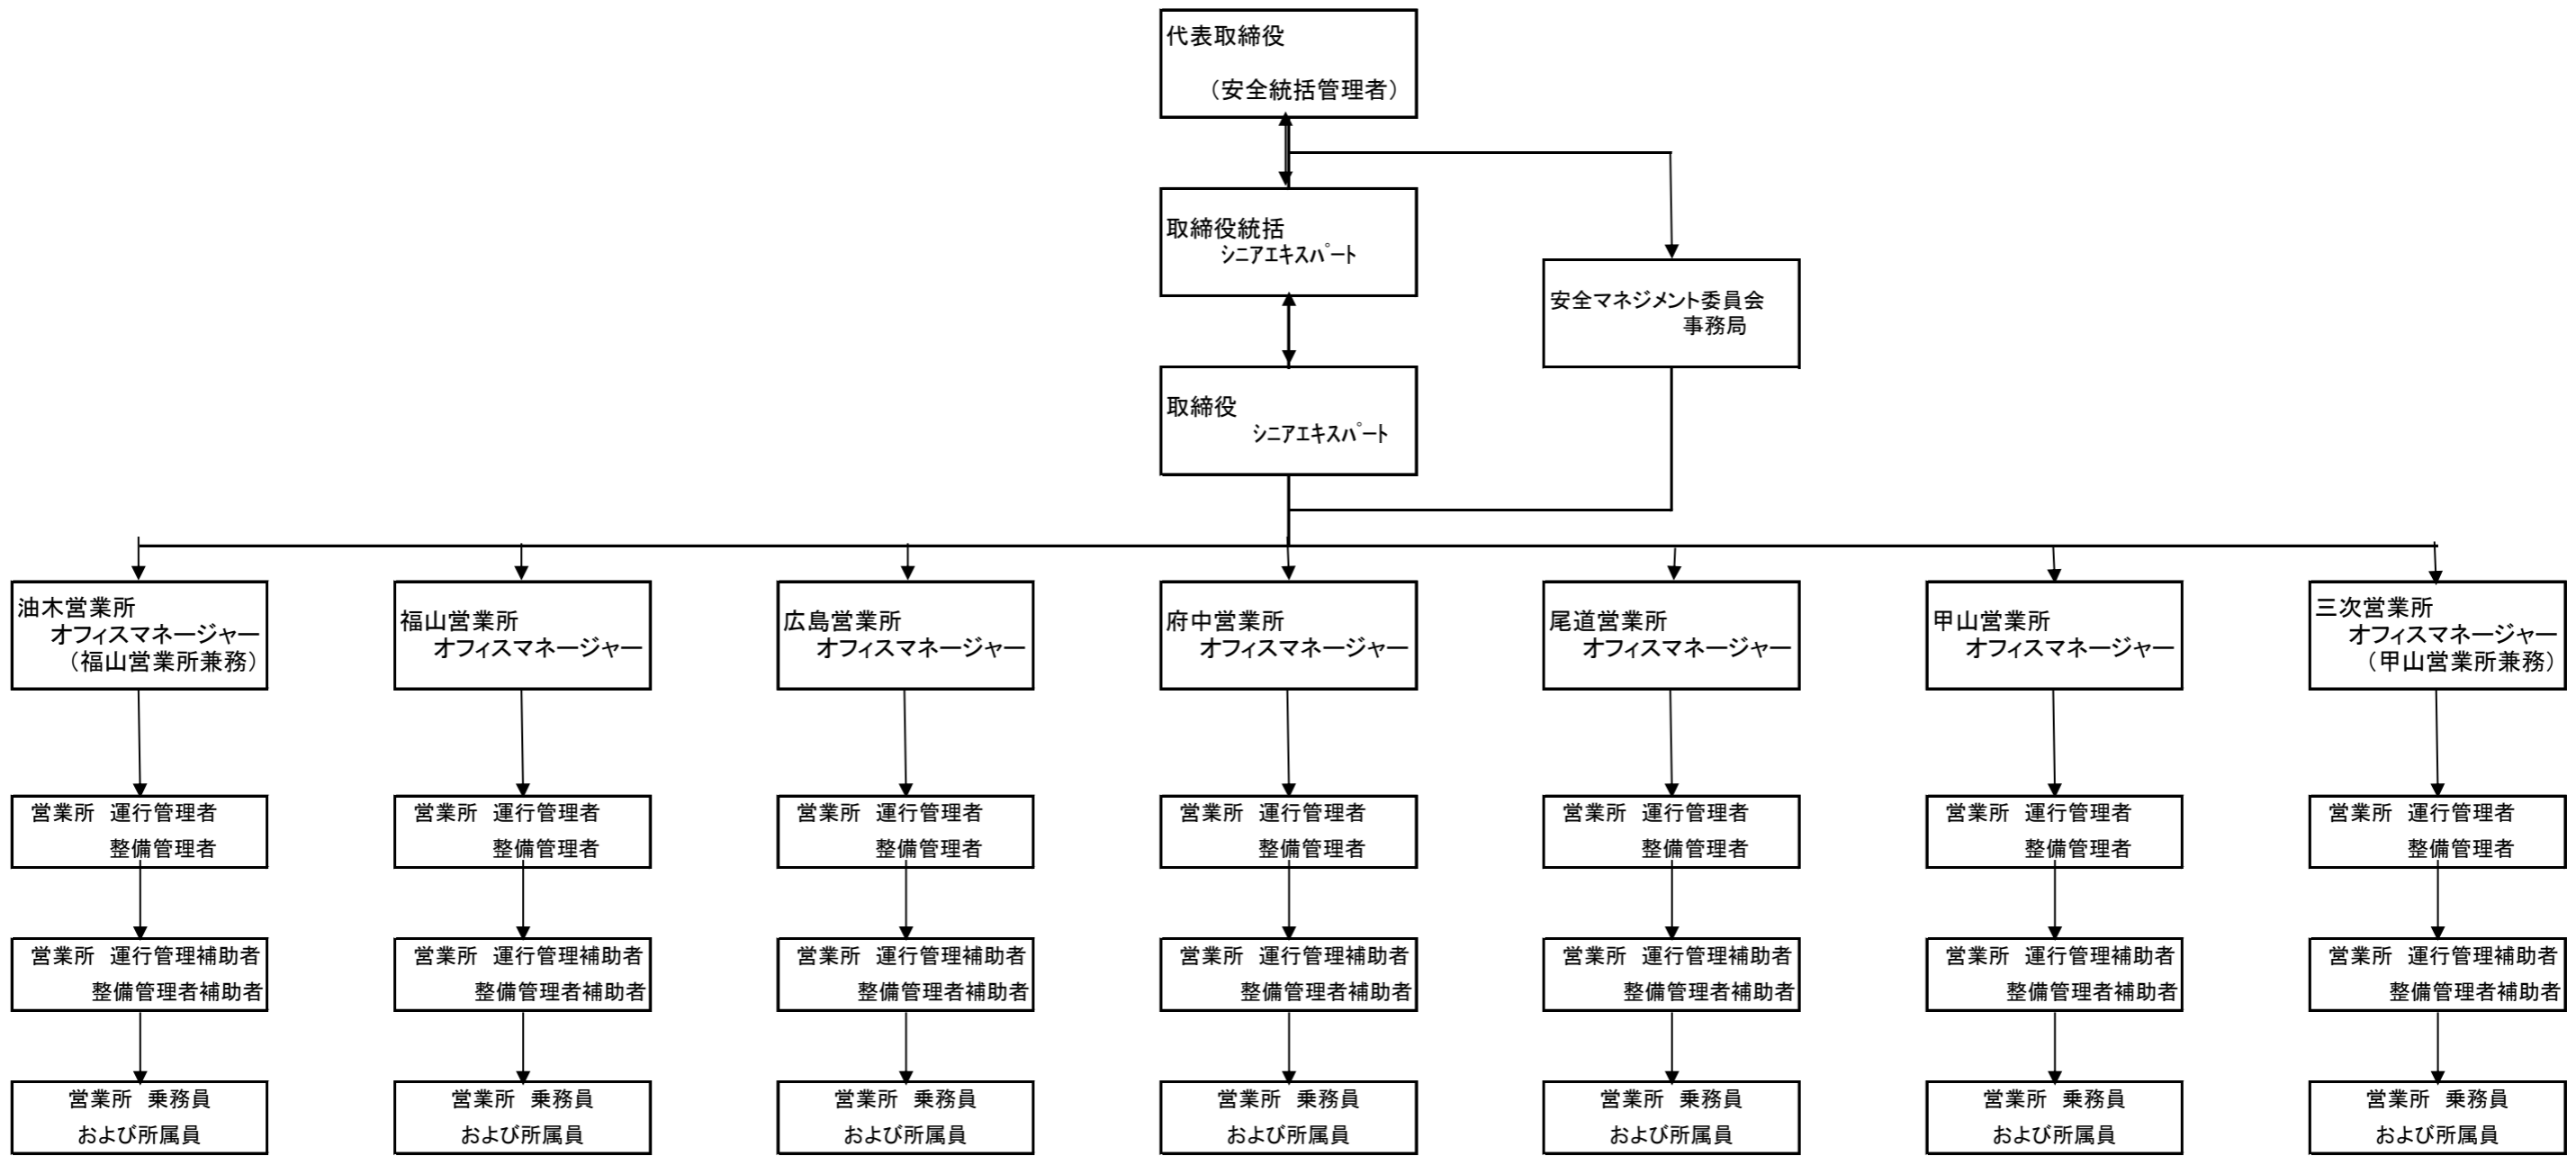 代表取締役
（安全統括管理者）
取締役統括
ｼﾆｱｴｷｽﾊﾟｰﾄ
安全マネジメント委員会
事務局
取締役
ｼﾆｱｴｷｽﾊﾟｰﾄ
油木営業所
オフィスマネージャー
（福山営業所兼務）
福山営業所
オフィスマネージャー
広島営業所
オフィスマネージャー
府中営業所
オフィスマネージャー
尾道営業所
オフィスマネージャー
甲山営業所
オフィスマネージャー
三次営業所
オフィスマネージャー
（甲山営業所兼務）
営業所　運行管理者
整備管理者
営業所　運行管理者
整備管理者
営業所　運行管理者
整備管理者
営業所　運行管理者
整備管理者
営業所　運行管理者
整備管理者
営業所　運行管理者
整備管理者
営業所　運行管理者
整備管理者
営業所　運行管理補助者
整備管理者補助者
営業所　運行管理補助者
整備管理者補助者
営業所　運行管理補助者
整備管理者補助者
営業所　運行管理補助者
整備管理者補助者
営業所　運行管理補助者
整備管理者補助者
営業所　運行管理補助者
整備管理者補助者
営業所　運行管理補助者
整備管理者補助者
営業所　乗務員
および所属員
営業所　乗務員
および所属員
営業所　乗務員
および所属員
営業所　乗務員
および所属員
営業所　乗務員
および所属員
営業所　乗務員
および所属員
営業所　乗務員
および所属員